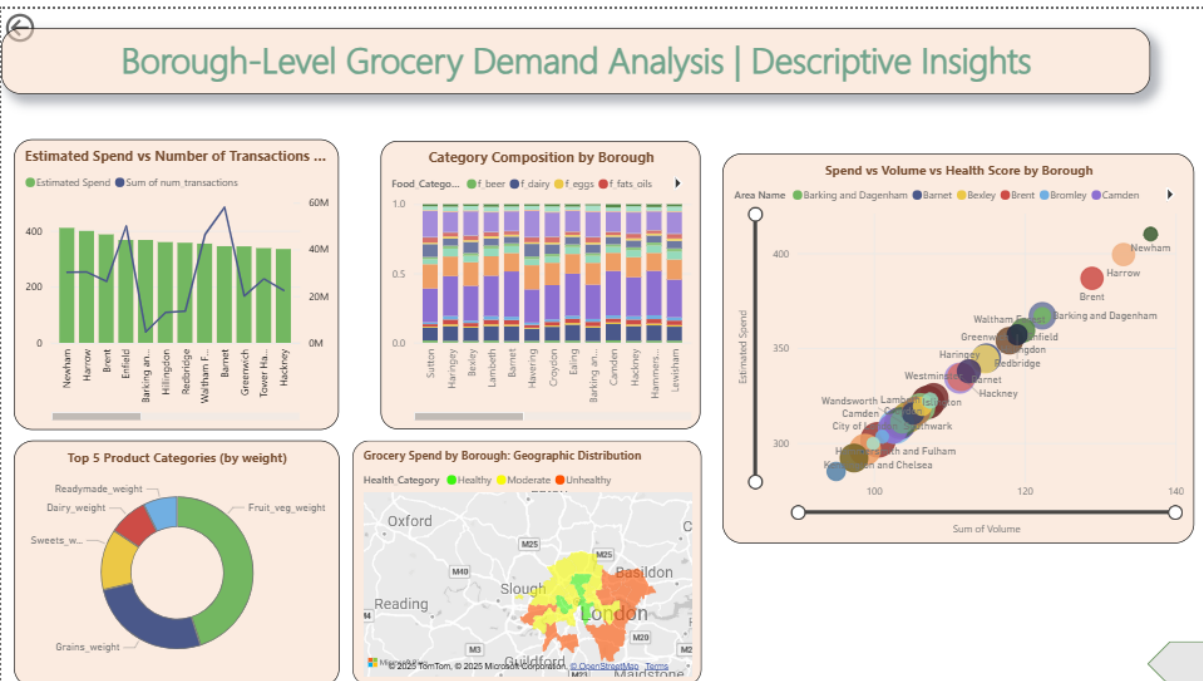 Borough-Level Grocery Demand Analysis | Descriptive Insights
Estimated Spend vs Number of Transactions ...
Estimated Spend Sum of num_transactions
60M
400
40M
200
20M
0
0M
Newham
Harrow
Brent
Enfield
Barking an...
Hillingdon
Redbridge
Waltham F...
Barnet
Greenwich
Tower Ha...
Hackney
Category Composition by Borough
Food_Catego... f_beer f_dairy f_eggs f_fats_oils
1.0
0.5
0.0
Sutton
Haringey
Bexley
Lambeth
Barnet
Havering
Croydon
Ealing
Barking an...
Camden
Hackney
Hammers...
Lewisham
Spend vs Volume vs Health Score by Borough
Area Name Barking and Dagenham Barnet Bexley Brent Bromley Camden
Estimated Spend
400
350
300
Newham
Harrow
Brent
Barking and Dagenham
Redbridge
Haringey
Barnet
Hackney
Islington
Wandsworth
Camden
and Fulham
and Chelsea
100
120
140
Sum of Volume
Top 5 Product Categories (by weight)
Readymade_weight
Dairy_weight
Sweets_w...
Grains_weight
Fruit_veg_weight
Grocery Spend by Borough: Geographic Distribution
Health_Category Healthy Moderate Unhealthy
Oxford
M25
M25
M40
Basildon
Slough
Reading
London
M4
M20
M3
M2
Guildford
M23
Maidstone
© 2025 TomTom, © 2025 Microsoft Corporation, © OpenStreetMap Terms